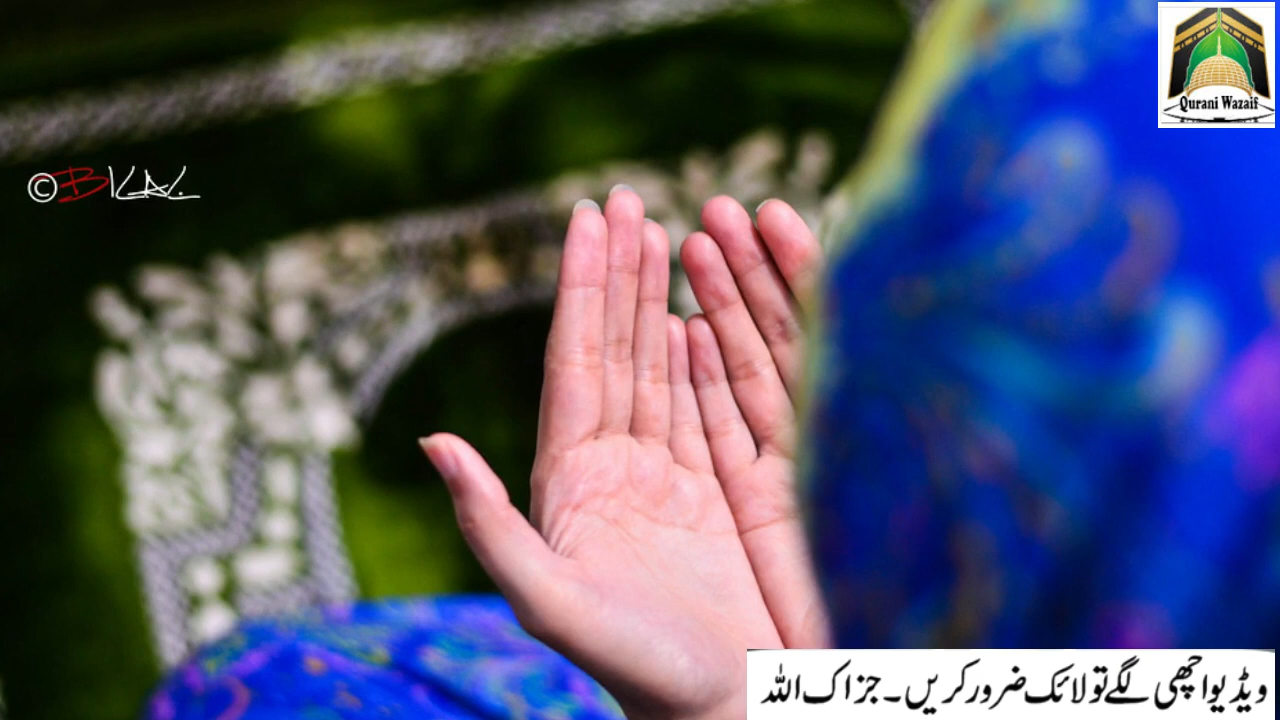 Qurani Wazaif
©BILAL.
ویڈیو اچھی لگے تو لائک ضرور کریں۔ جزاک اللہ